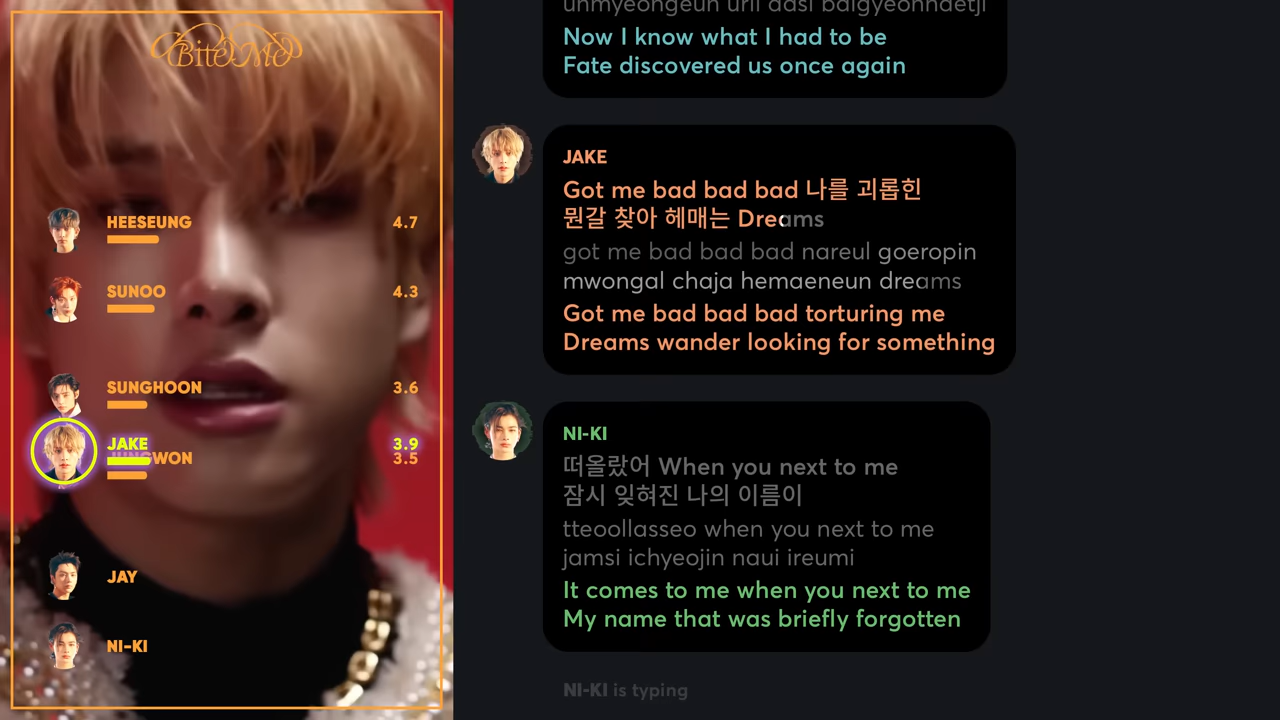 Bite Me
HEESEUNG 4.7
SUNOO 4.3
SUNGHOON 3.6
JAKE 3.9
JUNGWON 3.5
JAY
NI-KI
unmyeongeun uril dasi balgyeonhaetji
Now I know what I had to be
Fate discovered us once again
JAKE
Got me bad bad bad 나를 괴롭힌
뭔갈 찾아 헤매는 Dreams
got me bad bad bad nareul goeropin
mwongal chaja hemaeneun dreams
Got me bad bad bad torturing me
Dreams wander looking for something
NI-KI
떠올랐어 When you next to me
잠시 잊혀진 나의 이름이
tteoollasseo when you next to me
jamsi ichyeojin naui ireumi
It comes to me when you next to me
My name that was briefly forgotten
NI-KI is typing